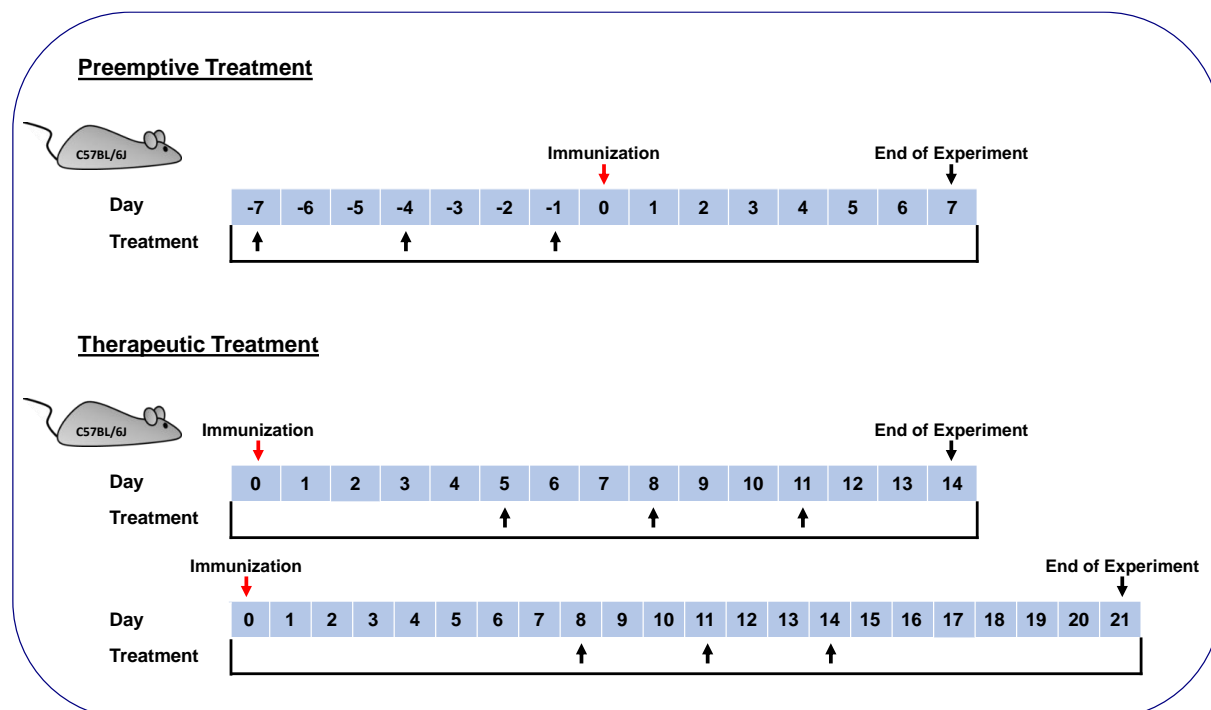 Preemptive Treatment
C57BL/6J
Immunization End of Experiment
Day -7 -6 -5 -4 -3 -2 -1 0 1 2 3 4 5 6 7
Treatment
Therapeutic Treatment
C57BL/6J
Immunization End of Experiment
Day 0 1 2 3 4 5 6 7 8 9 10 11 12 13 14
Treatment
Immunization End of Experiment
Day 0 1 2 3 4 5 6 7 8 9 10 11 12 13 14 15 16 17 18 19 20 21
Treatment